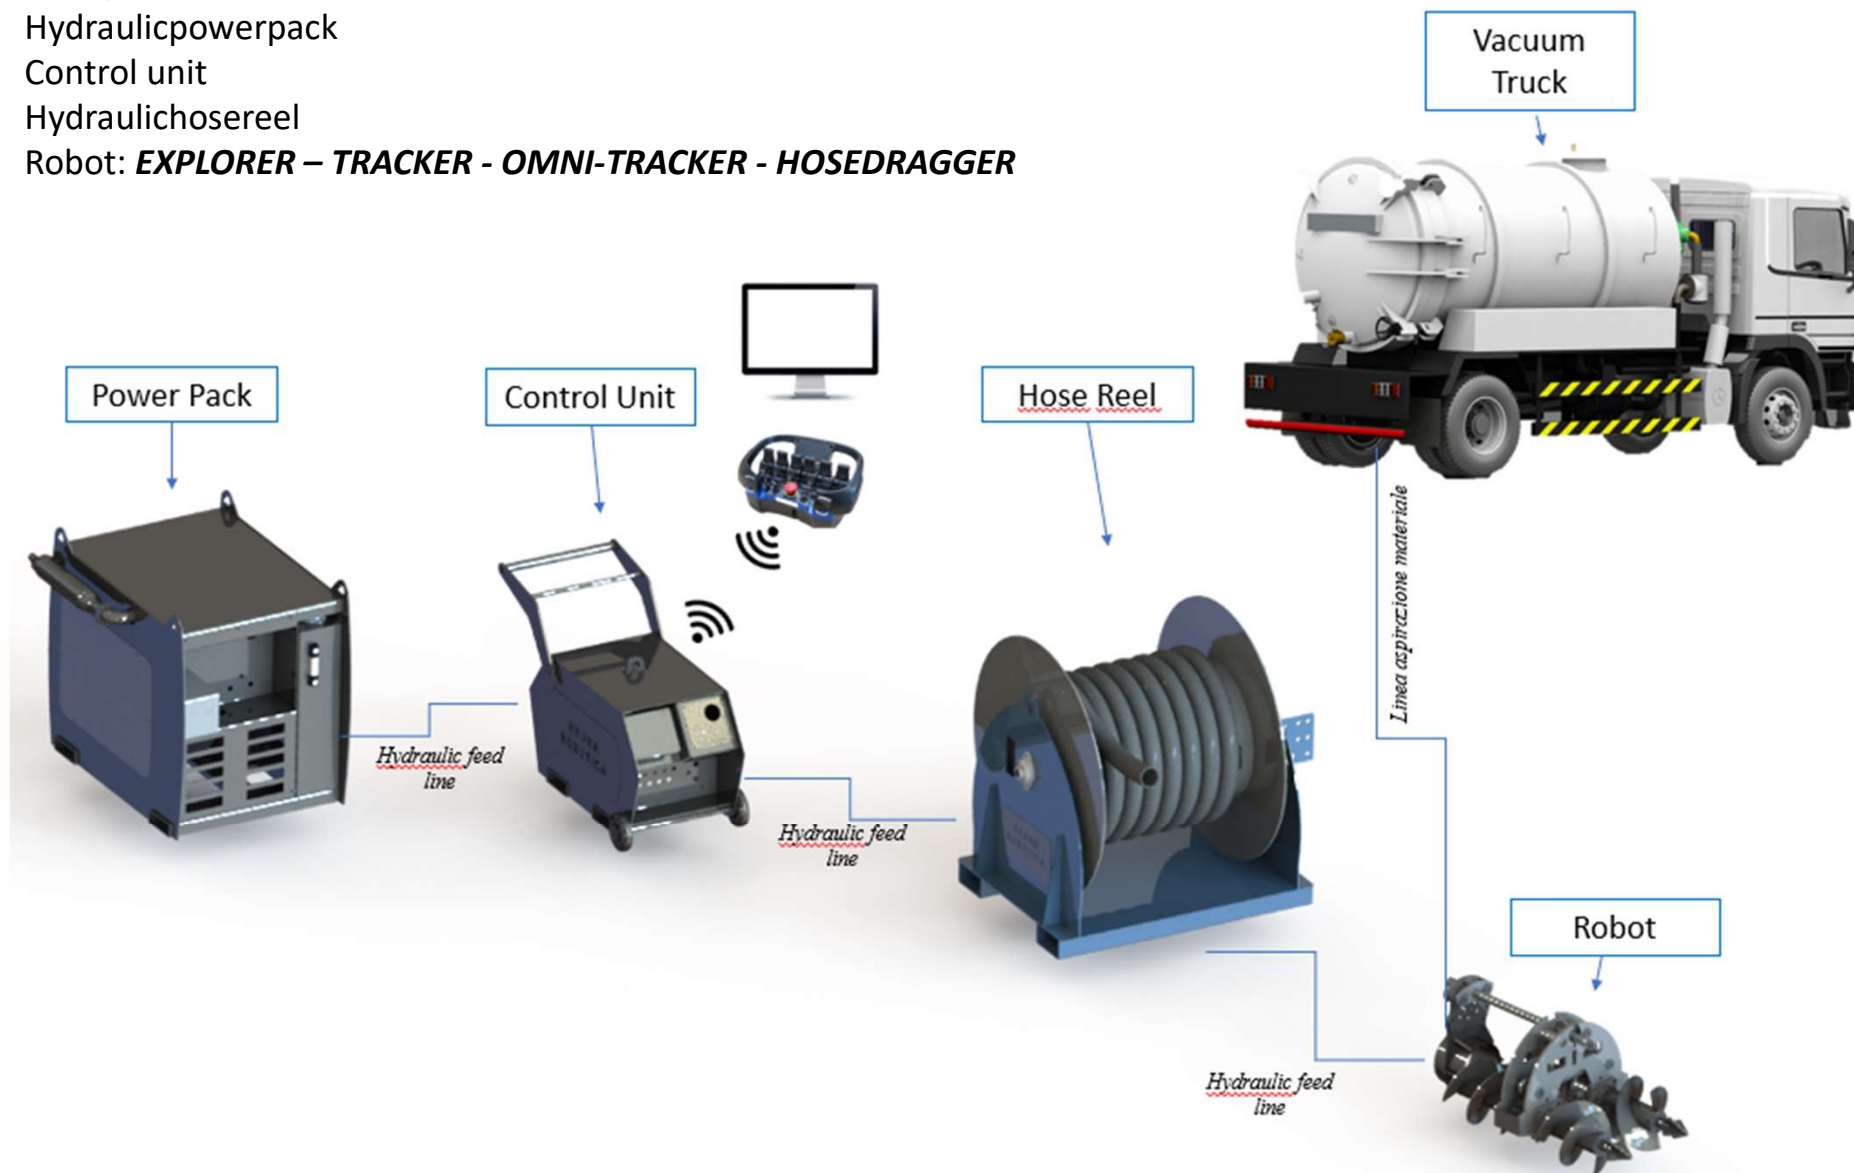 Hydraulicpowerpack
Control unit
Hydraulichosereel
Robot: EXPLORER – TRACKER - OMNI-TRACKER - HOSEDRAGGER
Vacuum
Truck
Power Pack
Control Unit
Hose Reel
Linea aspirazione materiale
Hydraulic feed
line
Hydraulic feed
line
Robot
Hydraulic feed
line